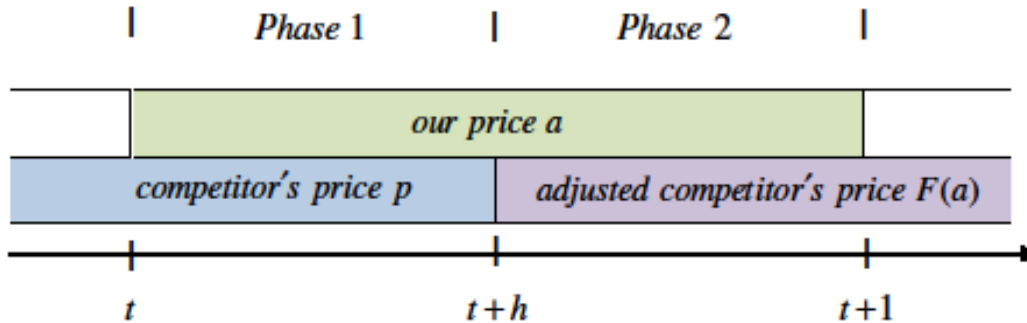 Phase 1 Phase 2
our price a
competitor's price p adjusted competitor's price F(a)
t t+h t+1